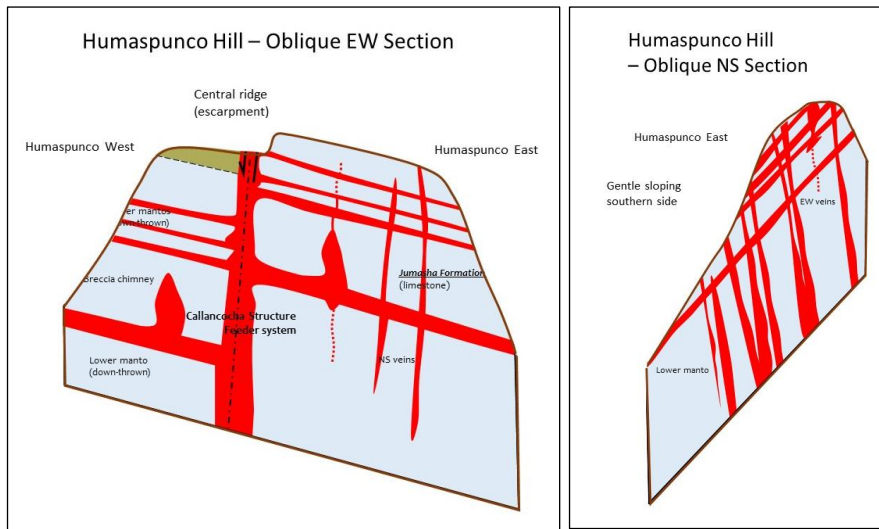 Humaspunco Hill – Oblique EW Section
Central ridge
(escarpment)
Humaspunco West
Humaspunco East
mantos
Jumasha Formation
(limestone)
Callancocha Structure
Feeder system
Lower manto
(down-thrown)
NS veins
Humaspunco Hill
– Oblique NS Section
Humaspunco East
Gentle sloping
southern side
EW veins
Lower manto